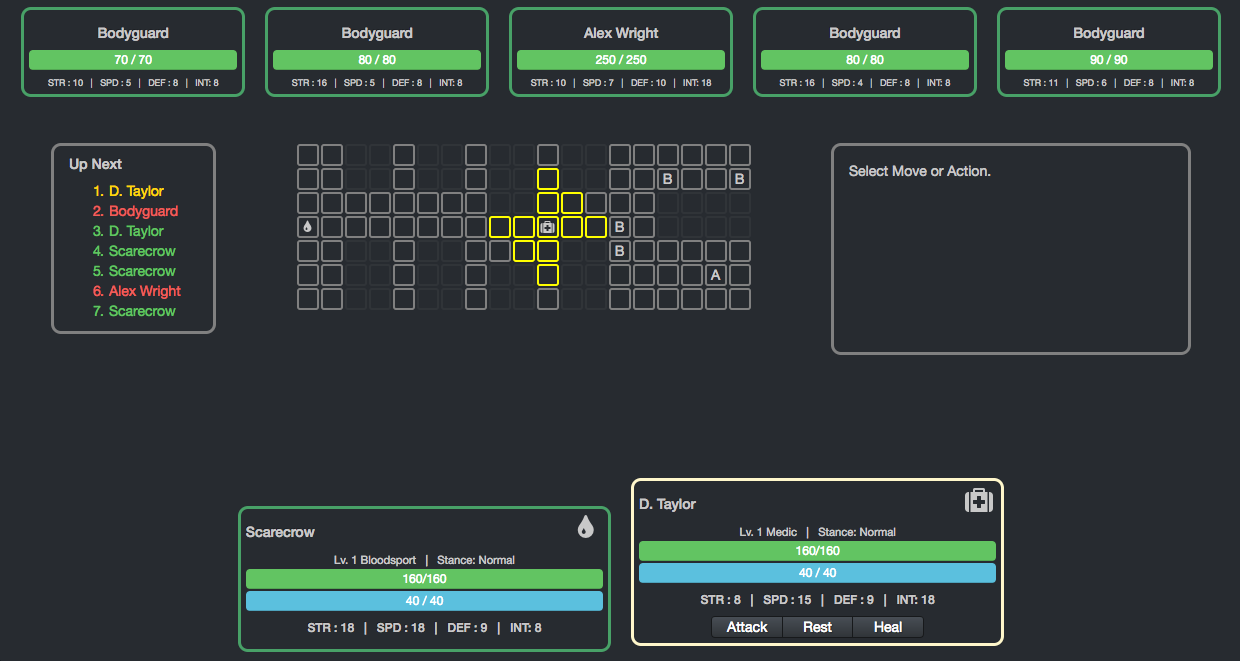 Bodyguard
70 / 70
STR : 10 | SPD : 5 | DEF : 8 | INT: 8
Bodyguard
80 / 80
STR : 16 | SPD : 5 | DEF : 8 | INT: 8
Alex Wright
250 / 250
STR : 10 | SPD : 7 | DEF : 10 | INT: 18
Bodyguard
80 / 80
STR : 16 | SPD : 4 | DEF : 8 | INT: 8
Bodyguard
90 / 90
STR : 11 | SPD : 6 | DEF : 8 | INT: 8
Up Next
1. D. Taylor
2. Bodyguard
3. D. Taylor
4. Scarecrow
5. Scarecrow
6. Alex Wright
7. Scarecrow
B B
B
B
A
Select Move or Action.
Scarecrow
Lv. 1 Bloodsport | Stance: Normal
160/160
40 / 40
STR : 18 | SPD : 18 | DEF : 9 | INT: 8
D. Taylor
Lv. 1 Medic | Stance: Normal
160/160
40 / 40
STR : 8 | SPD : 15 | DEF : 9 | INT: 18
Attack Rest Heal